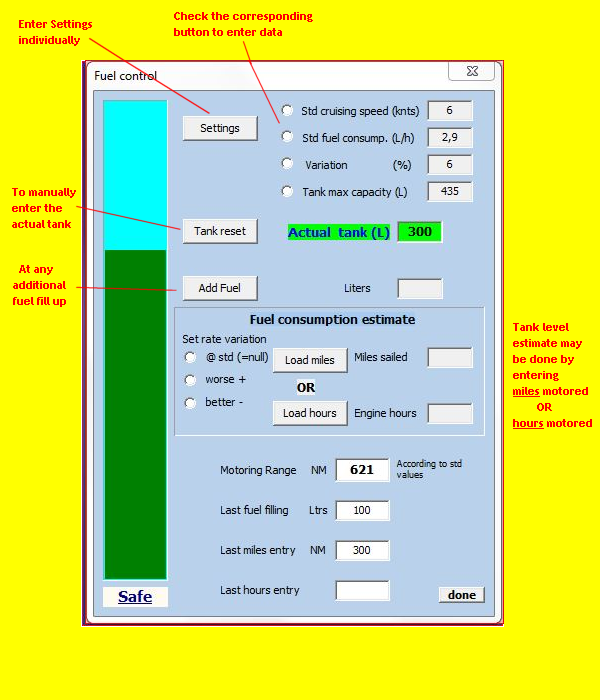 Enter Settings
individually
Check the corresponding
button to enter data
Fuel control
Settings
Std cruising speed (knts) 6
Std fuel consump. (L/h) 2,9
Variation (%) 6
Tank max capacity (L) 435
To manually
enter the
actual tank
Tank reset
Actual tank (L) 300
At any
additional
fuel fill up
Add Fuel
Liters
Fuel consumption estimate
Set rate variation
@ std (=null)
Load miles
Miles sailed
worse +
OR
better -
Load hours
Engine hours
Tank level
estimate may
be done by
entering
miles motored
OR
hours motored
Motoring Range NM 621
According to std
values
Last fuel filling Ltrs 100
Last miles entry NM 300
Last hours entry
Safe
done